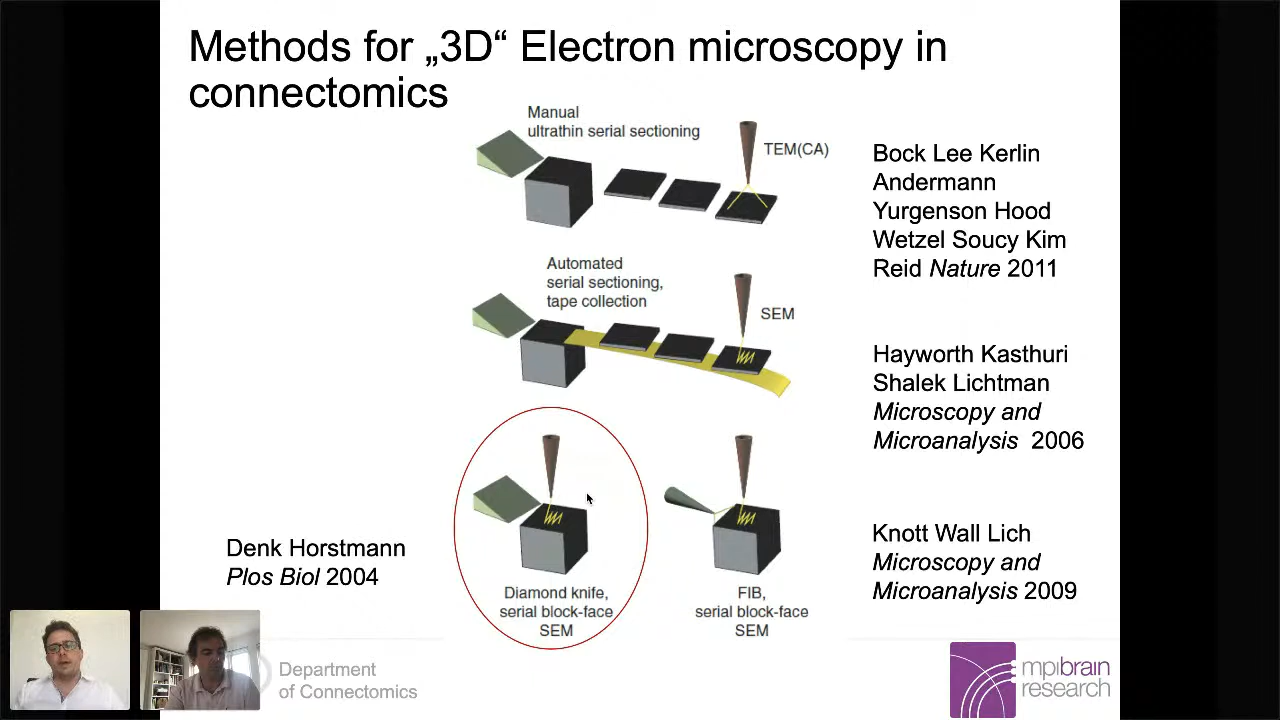 Methods for „3D“ Electron microscopy in
connectomics
Manual
ultrathin serial sectioning
TEM(CA)
Bock Lee Kerlin
Andermann
Yurgenson Hood
Wetzel Soucy Kim
Reid Nature 2011
Automated
serial sectioning,
tape collection
SEM
Hayworth Kasthuri
Shalek Lichtman
Microscopy and
Microanalysis 2006
Denk Horstmann
Plos Biol 2004
Diamond knife,
serial block-face
SEM
FIB,
serial block-face
SEM
Knott Wall Lich
Microscopy and
Microanalysis 2009
Department
of Connectomics
mpibrain
research